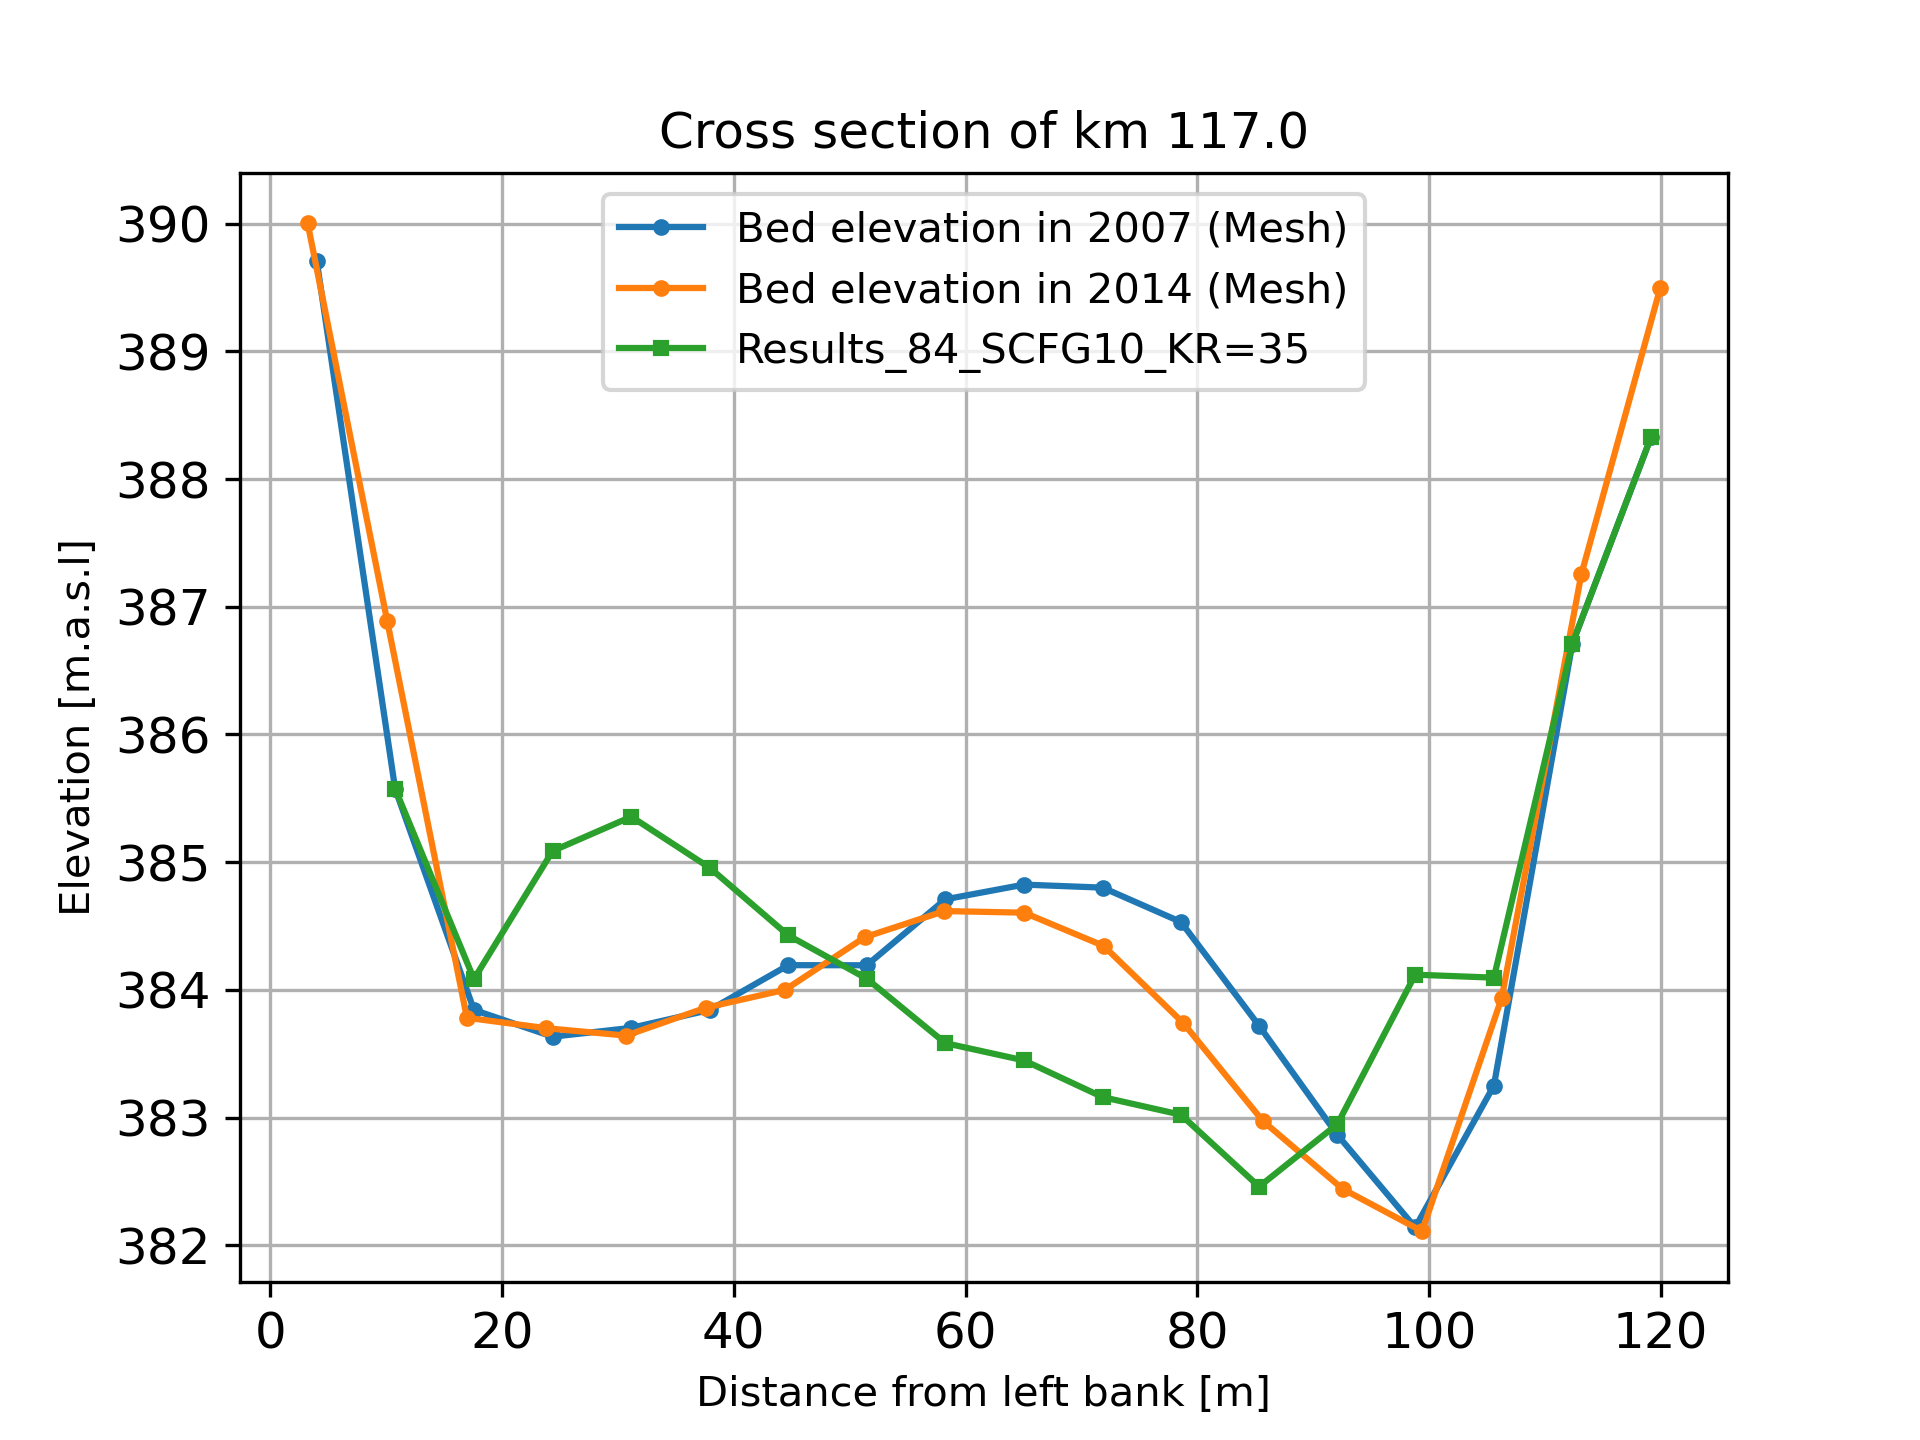 Cross section of km 117.0
Bed elevation in 2007 (Mesh)
Bed elevation in 2014 (Mesh)
Results_84_SCFG10_KR=35
Elevation [m.a.s.l]
390
389
388
387
386
385
384
383
382
0 20 40 60 80 100 120
Distance from left bank [m]